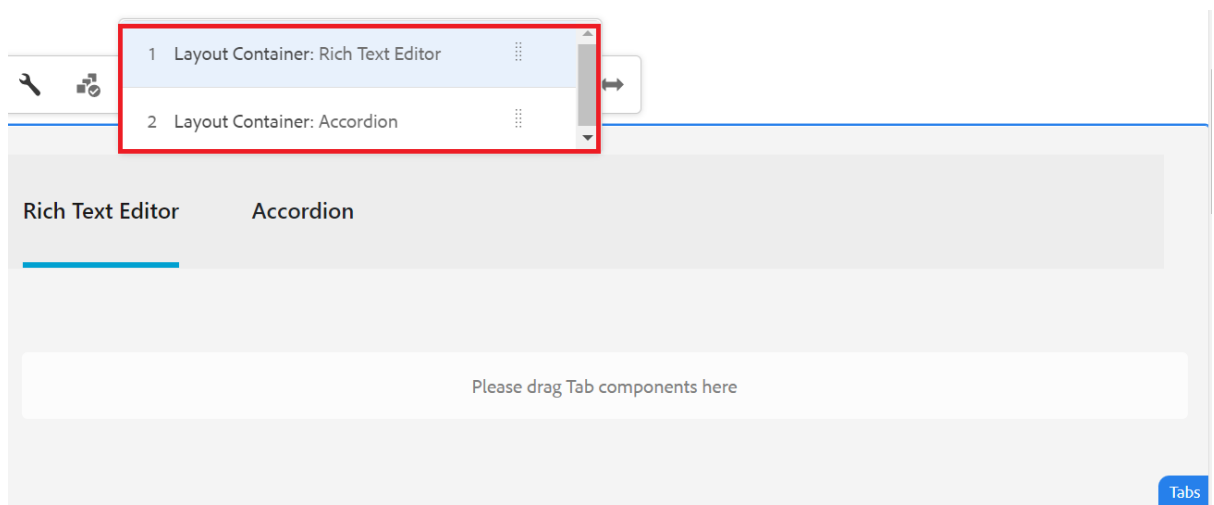 1 Layout Container: Rich Text Editor
2 Layout Container: Accordion
Rich Text Editor Accordion
Please drag Tab components here
Tabs